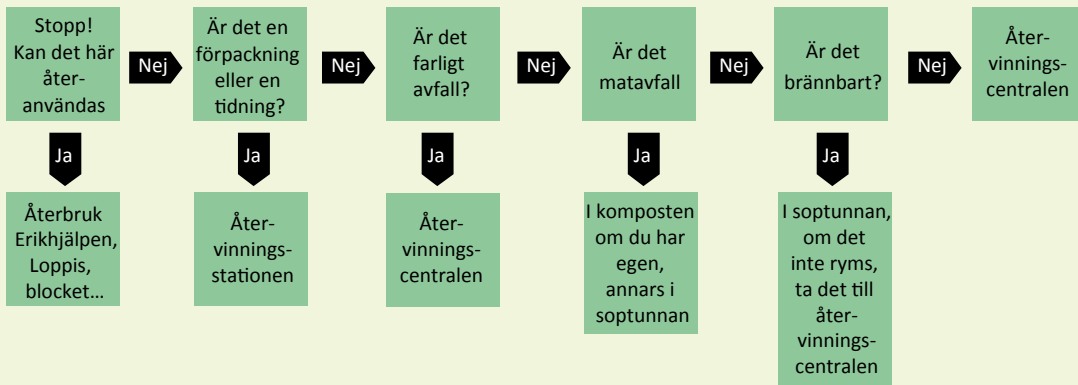 Stopp!
Kan det här
åter-
användas
Nej
Är det en
förpackning
eller en
tidning?
Nej
Är det
farligt
avfall?
Nej
Är det
matavfall
Nej
Är det
brännbart?
Nej
Åter-
vinnings-
centralen
Ja
Ja
Ja
Ja
Ja
Återbruk
Erikhjälpen,
Loppis,
blocket...
Åter-
vinnings-
stationen
Åter-
vinnings-
centralen
I komposten
om du har
egen,
annars i
soptunnan
I soptunnan,
om det
inte ryms,
ta det till
åter-
vinnings-
centralen